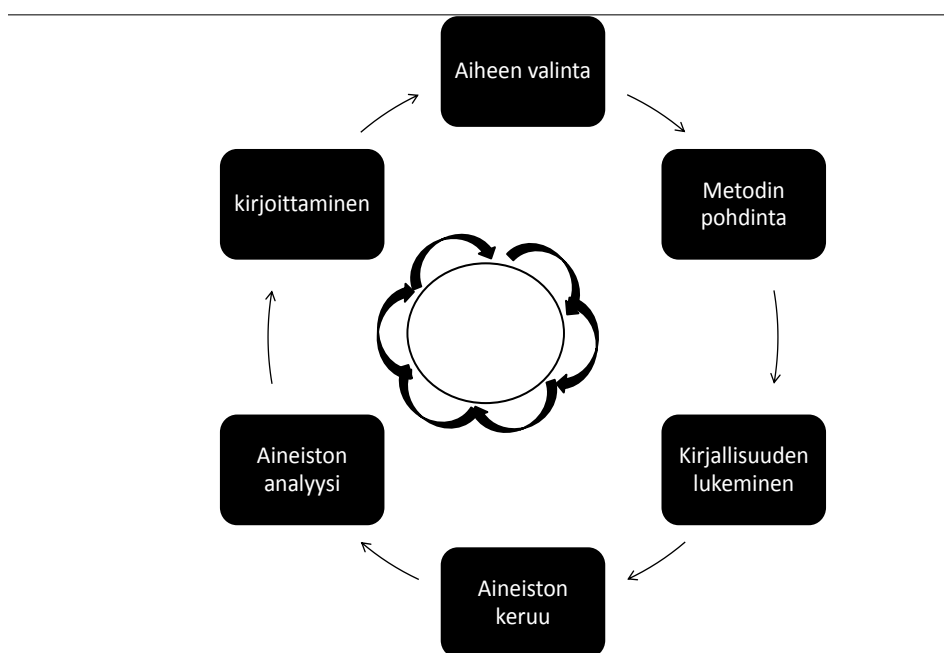 Aiheen valinta
Metodin
pohdinta
Kirjallisuuden
lukeminen
Aineiston
keruu
Aineiston
analyysi
kirjoittaminen